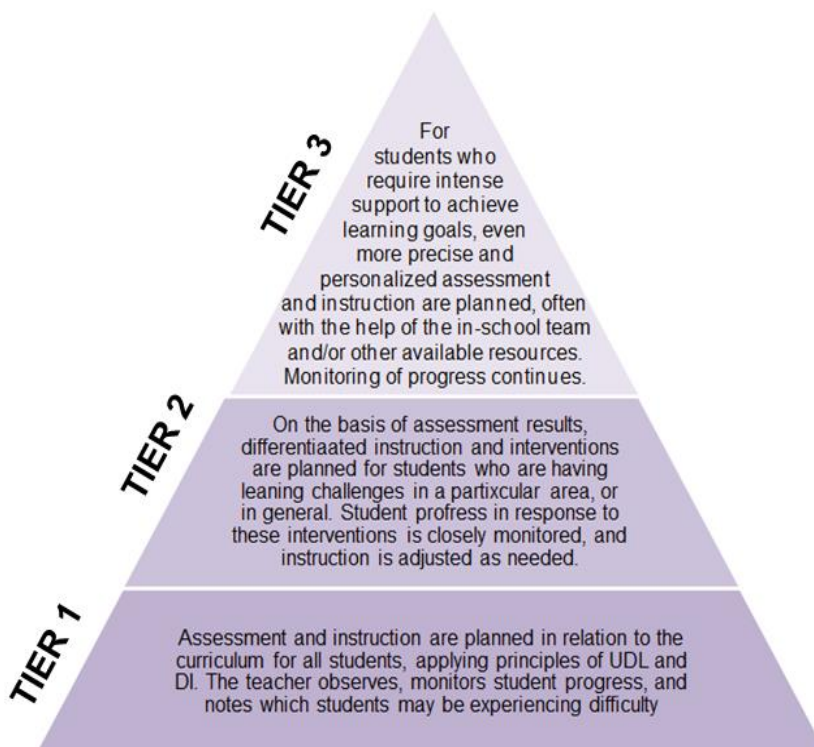 TIER 3
For
students who
require intense
support to achieve
learning goals, even
more precise and
personalized assessment
and instruction are planned, often
with the help of the in-school team
and/or other available resources.
Monitoring of progress continues.
TIER 2
On the basis of assessment results,
differentiaated instruction and interventions
are planned for students who are having
leaning challenges in a partixcular area, or
in general. Student profress in response to
these interventions is closely monitored, and
instruction is adjusted as needed.
TIER 1
Assessment and instruction are planned in relation to the
curriculum for all students, applying principles of UDL and
DI. The teacher observes, monitors student progress, and
notes which students may be experiencing difficulty